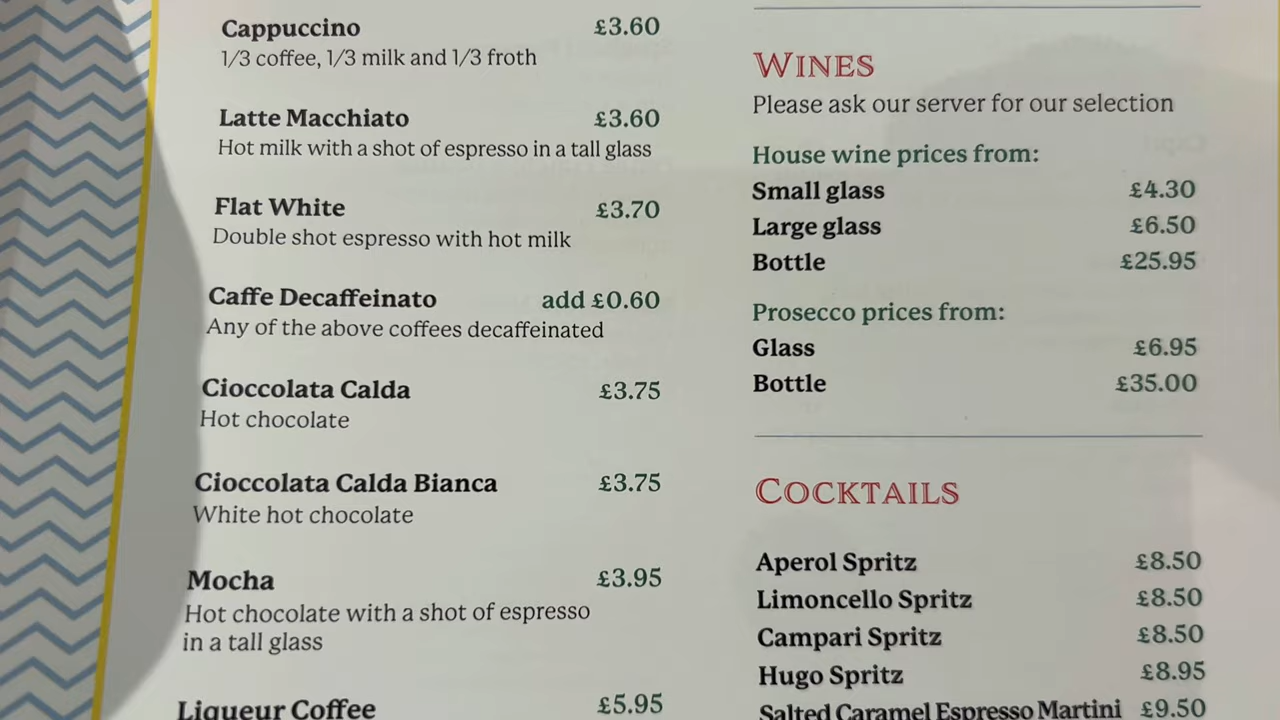 Cappuccino £3.60
1/3 coffee, 1/3 milk and 1/3 froth
Latte Macchiato £3.60
Hot milk with a shot of espresso in a tall glass
Flat White £3.70
Double shot espresso with hot milk
Caffe Decaffeinato add £0.60
Any of the above coffees decaffeinated
Cioccolata Calda £3.75
Hot chocolate
Cioccolata Calda Bianca £3.75
White hot chocolate
Mocha £3.95
Hot chocolate with a shot of espresso
in a tall glass
Liqueur Coffee £5.95
WINES
Please ask our server for our selection
House wine prices from:
Small glass £4.30
Large glass £6.50
Bottle £25.95
Prosecco prices from:
Glass £6.95
Bottle £35.00
COCKTAILS
Aperol Spritz £8.50
Limoncello Spritz £8.50
Campari Spritz £8.50
Hugo Spritz £8.95
Salted Caramel Espresso Martini £9.50